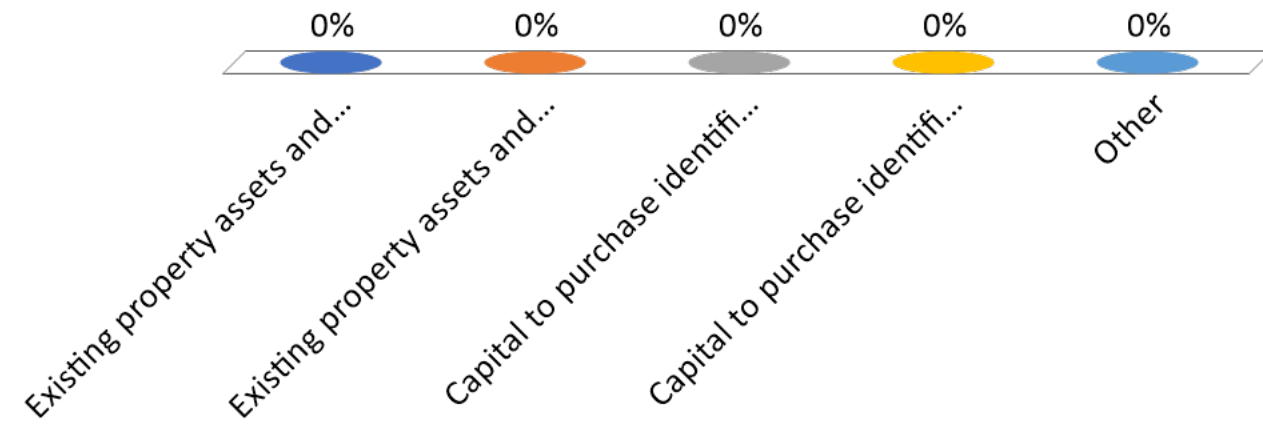 0% 0% 0% 0% 0%
Existing property assets and...
Existing property assets and...
Capital to purchase identifi...
Capital to purchase identifi...
Other